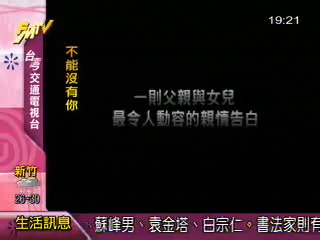 19:21
台灣交通電視台
不能沒有你
一則父親與女兒
最令人動容的親情告白
新竹
26-30
生活訊息
蘇峰男、袁金塔、白宗仁。書法家則有